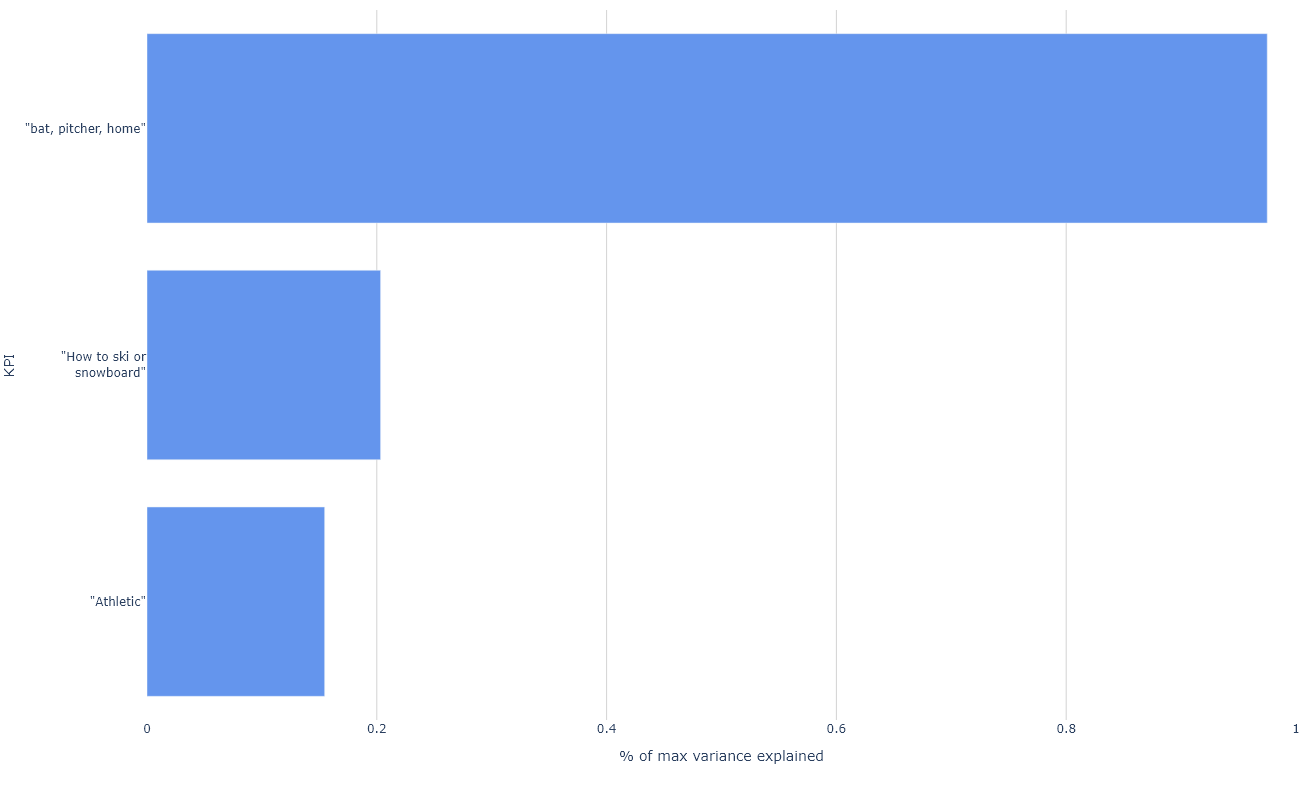 "bat, pitcher, home"
"How to ski or
snowboard"
"Athletic"
KPI
0
0.2
0.4
0.6
0.8
1
% of max variance explained